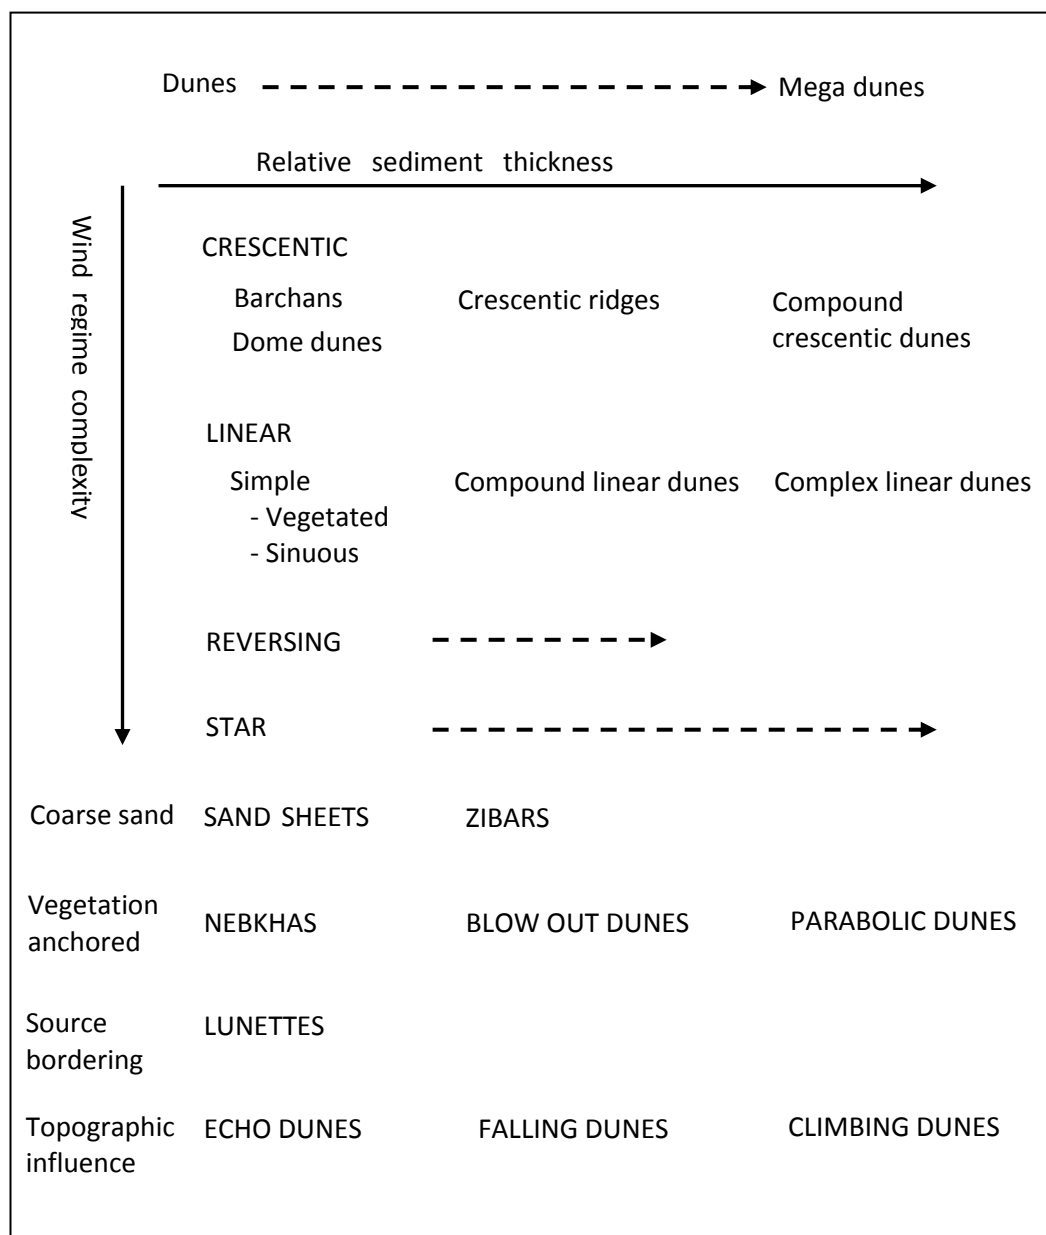 Dunes Mega dunes
Relative sediment thickness
Wind regime complexity
CRESCENTIC
Barchans Crescentic ridges Compound
Dome dunes crescentic dunes
LINEAR
Simple Compound linear dunes Complex linear dunes
- Vegetated
- Sinuous
REVERSING
STAR
Coarse sand SAND SHEETS ZIBARS
Vegetation
anchored NEBKHAS BLOW OUT DUNES PARABOLIC DUNES
Source
bordering LUNETTES
Topographic
influence ECHO DUNES FALLING DUNES CLIMBING DUNES